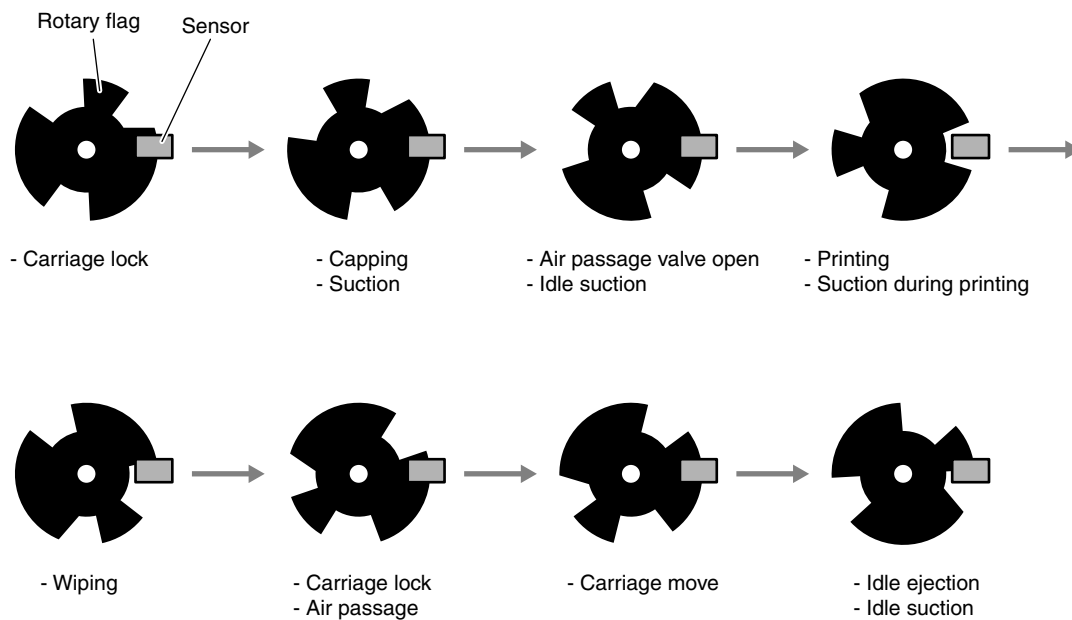 Rotary flag
Sensor
- Carriage lock
- Capping
- Suction
- Air passage valve open
- Idle suction
- Printing
- Suction during printing
- Wiping
- Carriage lock
- Air passage
- Carriage move
- Idle ejection
- Idle suction